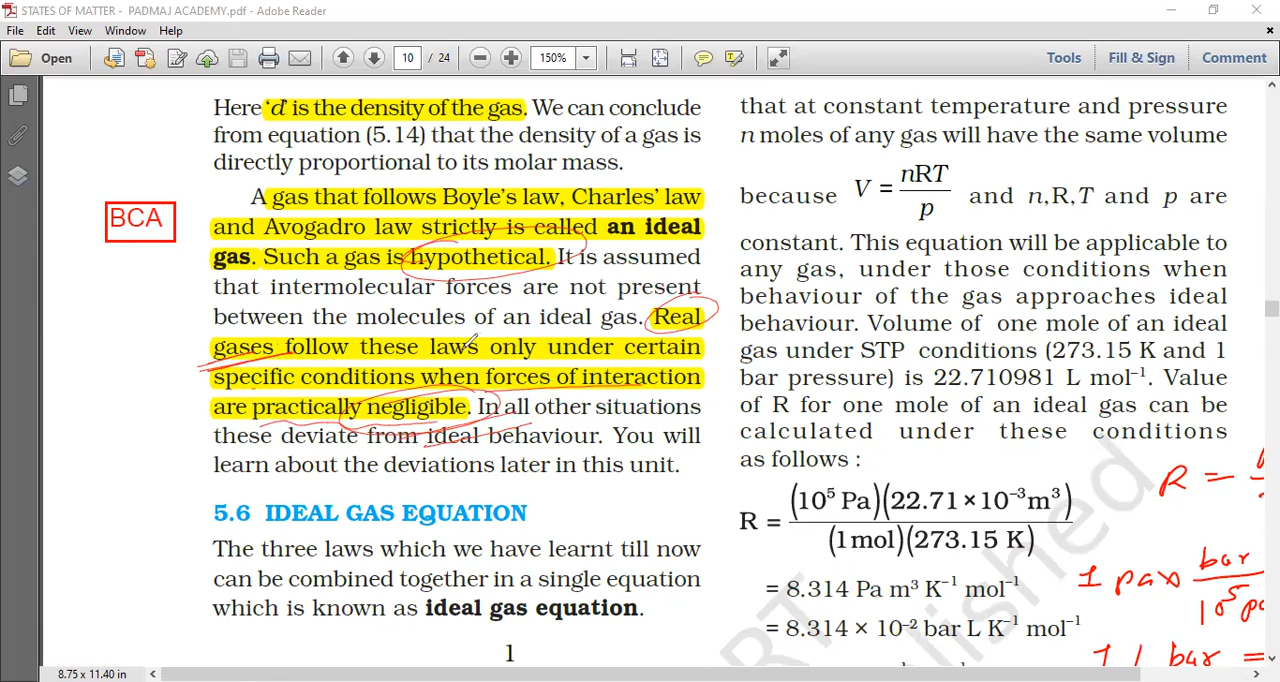 STATES OF MATTER - PADMAJ ACADEMY.pdf - Adobe Reader
File Edit View Window Help
Open 10 / 24 150% Tools Fill & Sign Comment
BCA
Here ‘d’ is the density of the gas. We can conclude
from equation (5.14) that the density of a gas is
directly proportional to its molar mass.
A gas that follows Boyle’s law, Charles’ law
and Avogadro law strictly is called an ideal
gas. Such a gas is hypothetical. It is assumed
that intermolecular forces are not present
between the molecules of an ideal gas. Real
gases follow these laws only under certain
specific conditions when forces of interaction
are practically negligible. In all other situations
these deviate from ideal behaviour. You will
learn about the deviations later in this unit.
5.6 IDEAL GAS EQUATION
The three laws which we have learnt till now
can be combined together in a single equation
which is known as ideal gas equation.
1
that at constant temperature and pressure
n moles of any gas will have the same volume
because V = nRT/p and n,R,T and p are
constant. This equation will be applicable to
any gas, under those conditions when
behaviour of the gas approaches ideal
behaviour. Volume of one mole of an ideal
gas under STP conditions (273.15 K and 1
bar pressure) is 22.710981 L mol⁻¹. Value
of R for one mole of an ideal gas can be
calculated under these conditions
as follows :
R =
R = (10⁵ Pa)(22.71 × 10⁻³ m³) / (1mol)(273.15 K)
1 pa × bar / 10⁵ pa
= 8.314 Pa m³ K⁻¹ mol⁻¹
= 8.314 × 10⁻² bar L K⁻¹ mol⁻¹
1 l bar =
8.75 x 11.40 in